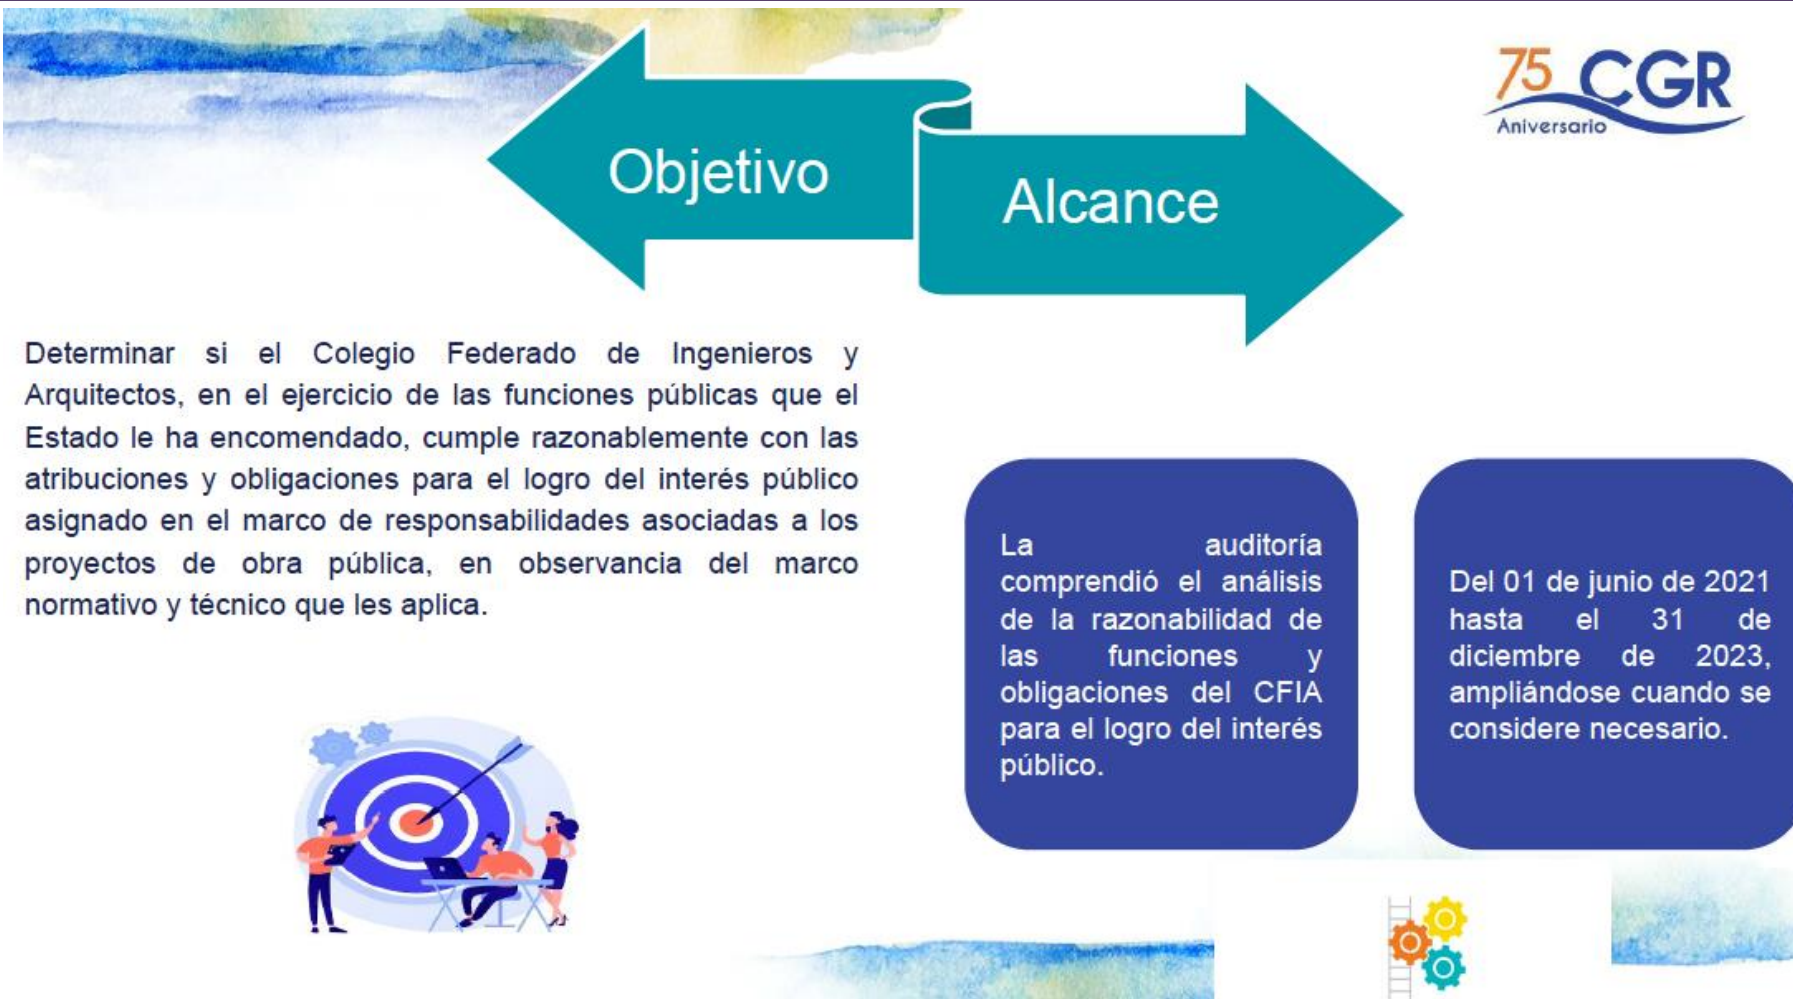 75 CGR
Aniversario
Objetivo
Alcance
Determinar si el Colegio Federado de Ingenieros y
Arquitectos, en el ejercicio de las funciones públicas que el
Estado le ha encomendado, cumple razonablemente con las
atribuciones y obligaciones para el logro del interés público
asignado en el marco de responsabilidades asociadas a los
proyectos de obra pública, en observancia del marco
normativo y técnico que les aplica.
La auditoría
comprendió el análisis
de la razonabilidad de
las funciones y
obligaciones del CFIA
para el logro del interés
público.
Del 01 de junio de 2021
hasta el 31 de
diciembre de 2023,
ampliándose cuando se
considere necesario.